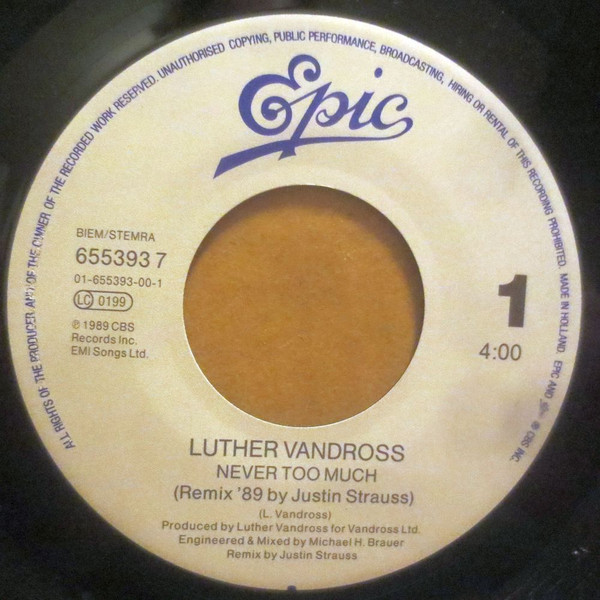 ALL RIGHTS OF THE PRODUCER AND OF THE OWNER OF THE RECORDED WORK RESERVED. UNAUTHORISED COPYING, PUBLIC PERFORMANCE, BROADCASTING, HIRING OR RENTAL OF THIS RECORDING PROHIBITED. MADE IN HOLLAND. EPIC AND ® CBS INC.
Epic
BIEM/STEMRA
655393 7
01-655393-00-1
LC 0199
℗ 1989 CBS
Records Inc.
EMI Songs Ltd.
1
4:00
LUTHER VANDROSS
NEVER TOO MUCH
(Remix '89 by Justin Strauss)
(L. Vandross)
Produced by Luther Vandross for Vandross Ltd.
Engineered & Mixed by Michael H. Brauer
Remix by Justin Strauss